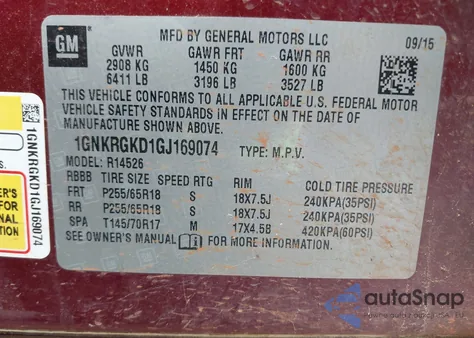 GM
MFD BY GENERAL MOTORS LLC
09/15
GVWR GAWR FRT GAWR RR
2908 KG 1450 KG 1600 KG
6411 LB 3196 LB 3527 LB
THIS VEHICLE CONFORMS TO ALL APPLICABLE U.S. FEDERAL MOTOR
VEHICLE SAFETY STANDARDS IN EFFECT ON THE DATE OF
MANUFACTURE SHOWN ABOVE.
1GNKRGKD1GJ169074 TYPE: M.P.V.
MODEL: R14526
RBBB TIRE SIZE SPEED RTG RIM COLD TIRE PRESSURE
FRT P255/65R18 S 18X7.5J 240KPA(35PSI)
RR P255/65R18 S 18X7.5J 240KPA(35PSI)
SPA T145/70R17 M 17X4.5B 420KPA(60PSI)
SEE OWNER'S MANUAL FOR MORE INFORMATION.
1GNKRGKD1GJ169074
ER'S
FOR
ONAL
ION
autoSnap